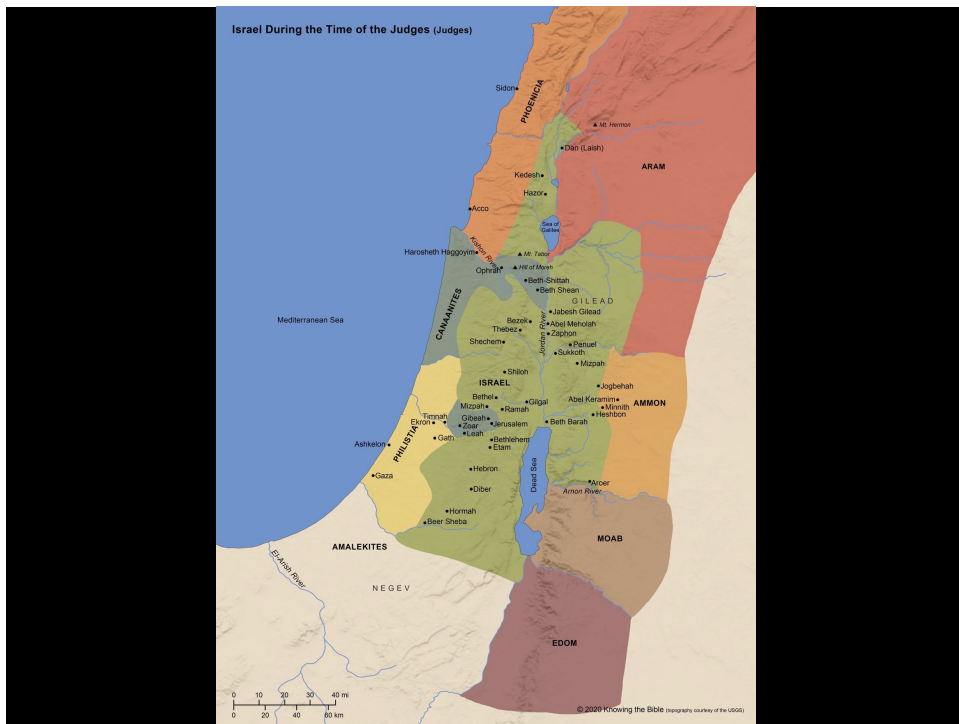 Israel During the Time of the Judges (Judges)
Sidon
PHOENICIA
Mt. Hermon
Dan (Laish)
ARAM
Kedesh
Hazor
Acco
Sea of
Galilee
Kishon River
Harosheth Haggoyim
Mt. Tabor
Ophrah
Hill of Moreh
Beth-Shittah
Beth Shean
GILEAD
CANAANITES
Mediterranean Sea
Jabesh Gilead
Bezek
Abel Meholah
Thebez
Zaphon
Jordan River
Shechem
Penuel
Sukkoth
Mizpah
Shiloh
ISRAEL
Jogbehah
Bethel
Abel Keramim
AMMON
Mizpah
Gilgal
Minnith
Ramah
Heshbon
Timnah
Gibeah
Ekron
Zoar
Jerusalem
Beth Barah
Leah
PHILISTIA
Gath
Bethlehem
Ashkelon
Etam
Dead Sea
Gaza
Hebron
Aroer
Diber
Arnon River
Hormah
Beer Sheba
MOAB
AMALEKITES
El-Arish River
NEGEV
EDOM
0 10 20 30 40 mi
0 20 40 60 km
© 2020 Knowing the Bible (topography courtesy of the USGS)